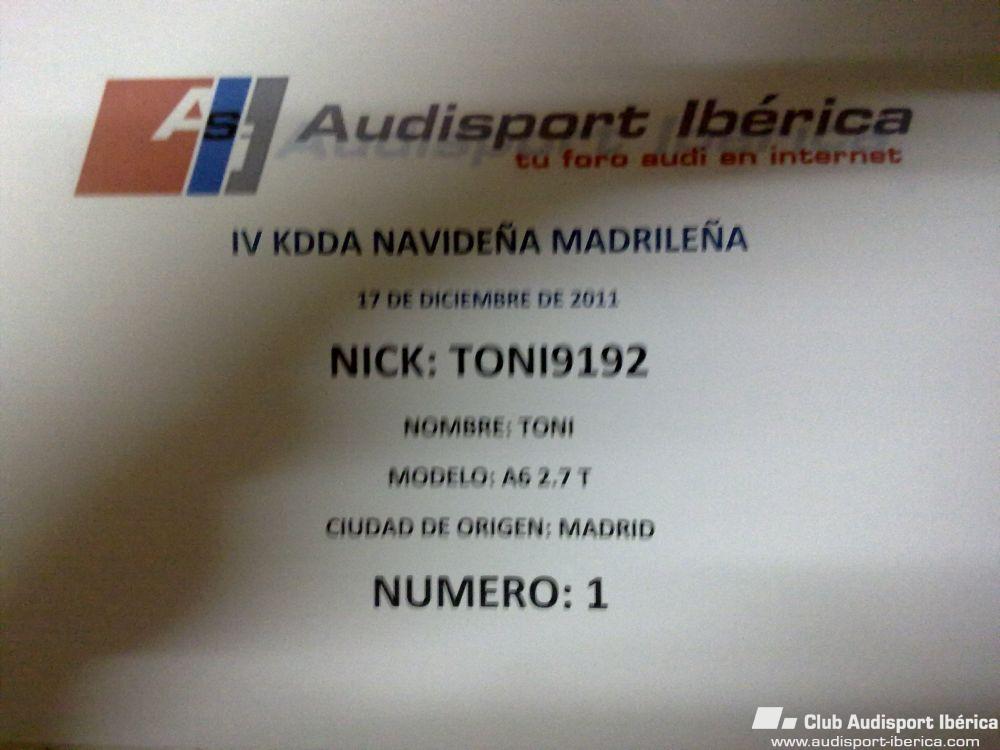 As
Audisport Ibérica
tu foro audi en internet
IV KDDA NAVIDEÑA MADRILEÑA
17 DE DICIEMBRE DE 2011
NICK: TONI9192
NOMBRE: TONI
MODELO: A6 2.7 T
CIUDAD DE ORIGEN: MADRID
NUMERO: 1
Club Audisport Ibérica
www.audisport-iberica.com